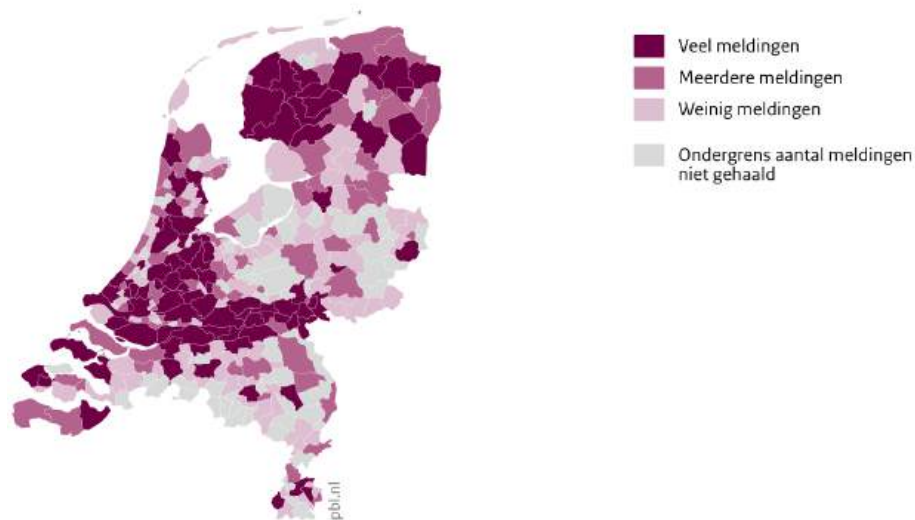 Veel meldingen
Meerdere meldingen
Weinig meldingen
Ondergrens aantal meldingen
niet gehaald
pbl.nl